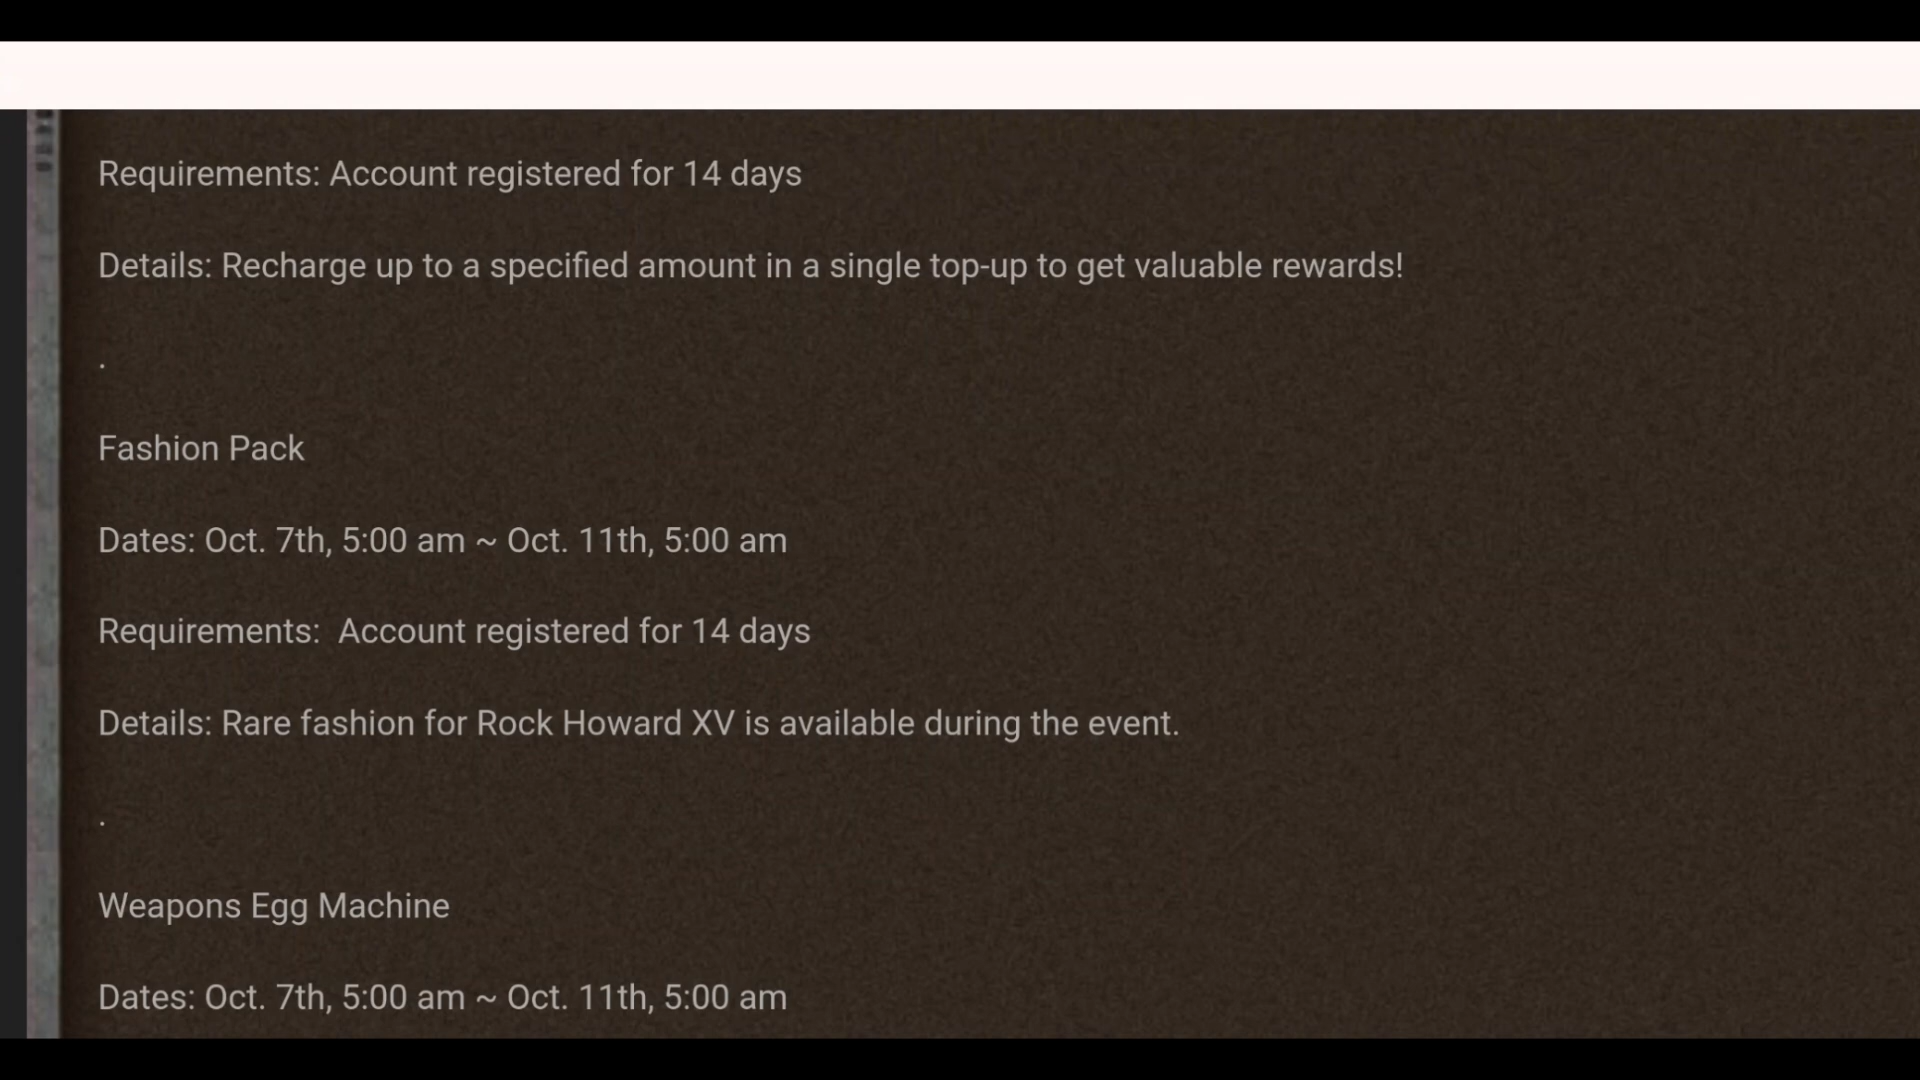 Requirements: Account registered for 14 days
Details: Recharge up to a specified amount in a single top-up to get valuable rewards!
.
Fashion Pack
Dates: Oct. 7th, 5:00 am ~ Oct. 11th, 5:00 am
Requirements:  Account registered for 14 days
Details: Rare fashion for Rock Howard XV is available during the event.
.
Weapons Egg Machine
Dates: Oct. 7th, 5:00 am ~ Oct. 11th, 5:00 am